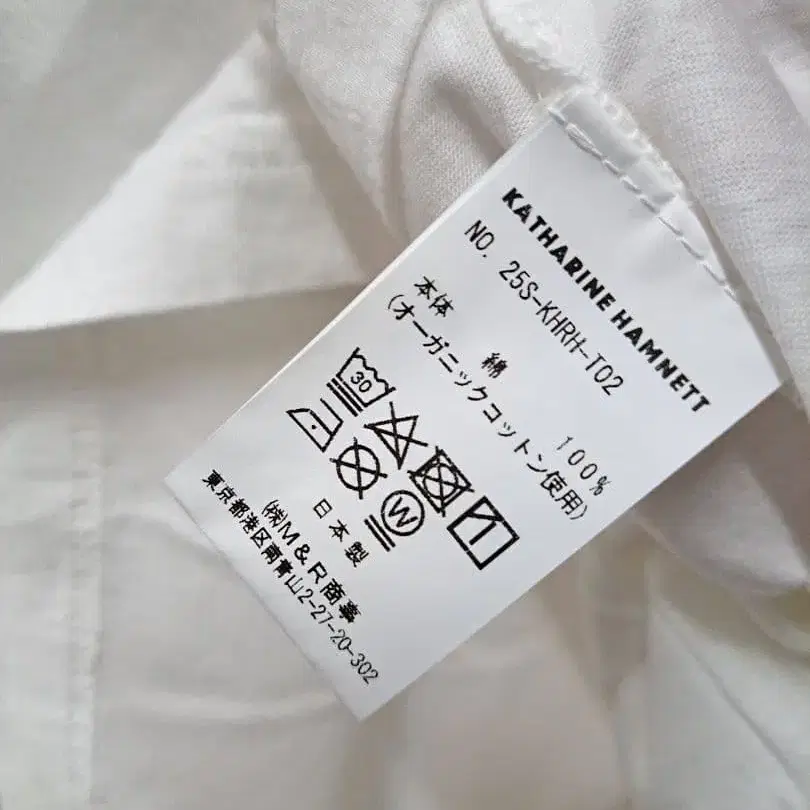 KATHARINE HAMNETT
NO. 25S-KHRH-T02
本体 綿 100%
(オーガニックコットン使用)
30
W
日本製
(株)M&R商事
東京都港区南青山2-27-20-302